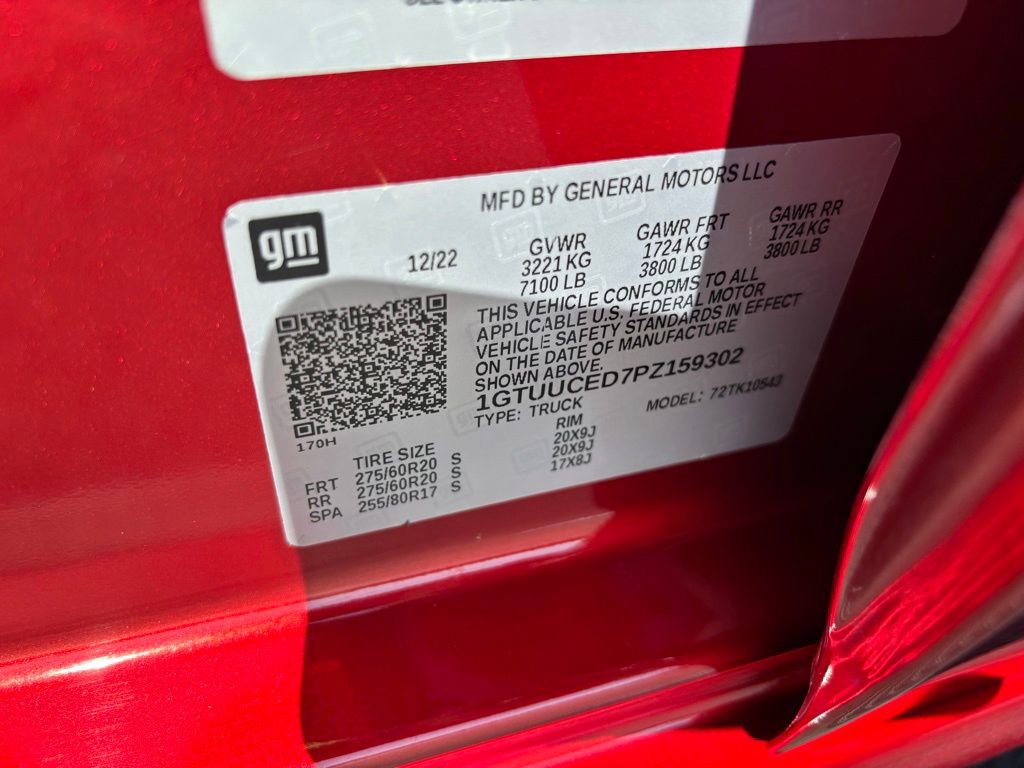 MFD BY GENERAL MOTORS LLC
gm
12/22
GVWR
3221 KG
7100 LB
GAWR FRT
1724 KG
3800 LB
GAWR RR
1724 KG
3800 LB
THIS VEHICLE CONFORMS TO ALL
APPLICABLE U.S. FEDERAL MOTOR
VEHICLE SAFETY STANDARDS IN EFFECT
ON THE DATE OF MANUFACTURE
SHOWN ABOVE.
1GTUUCED7PZ159302
TYPE: TRUCK
MODEL: 72TK10543
170H
TIRE SIZE RIM
FRT 275/60R20 S 20X9J
RR 275/60R20 S 20X9J
SPA 255/80R17 S 17X8J